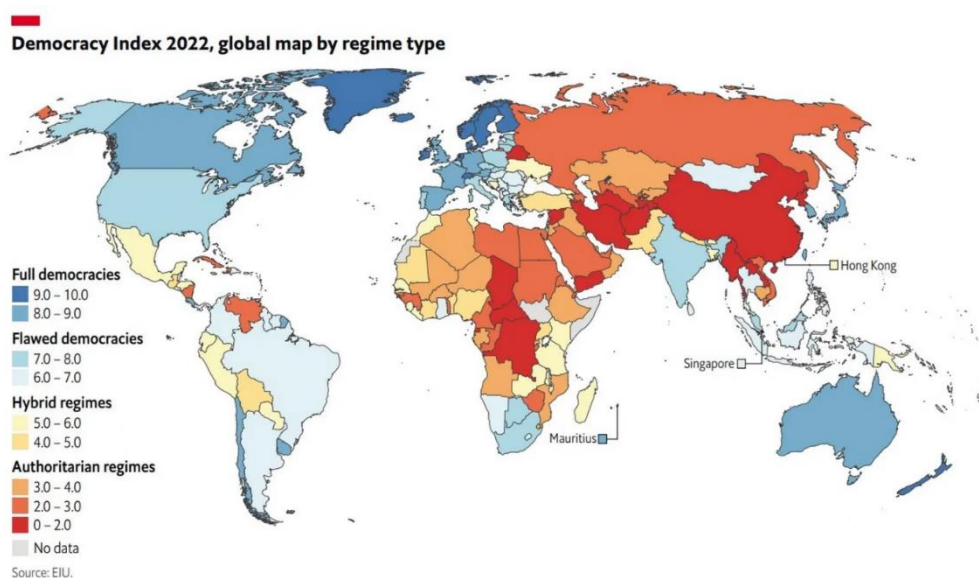 Democracy Index 2022, global map by regime type
Hong Kong
Singapore
Mauritius
Full democracies
9.0 – 10.0
8.0 – 9.0
Flawed democracies
7.0 – 8.0
6.0 – 7.0
Hybrid regimes
5.0 – 6.0
4.0 – 5.0
Authoritarian regimes
3.0 – 4.0
2.0 – 3.0
0 – 2.0
No data
Source: EIU.